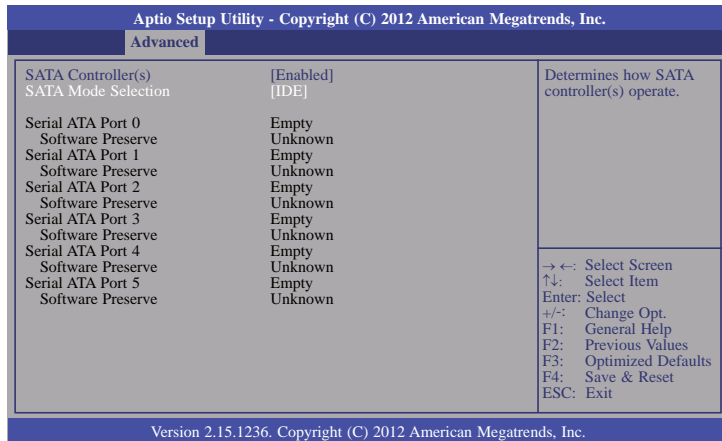 Aptio Setup Utility - Copyright (C) 2012 American Megatrends, Inc.
Advanced
SATA Controller(s) [Enabled]
SATA Mode Selection [IDE]
Serial ATA Port 0 Empty
Software Preserve Unknown
Serial ATA Port 1 Empty
Software Preserve Unknown
Serial ATA Port 2 Empty
Software Preserve Unknown
Serial ATA Port 3 Empty
Software Preserve Unknown
Serial ATA Port 4 Empty
Software Preserve Unknown
Serial ATA Port 5 Empty
Software Preserve Unknown
Determines how SATA
controller(s) operate.
→ ←: Select Screen
↑↓: Select Item
Enter: Select
+/-: Change Opt.
F1: General Help
F2: Previous Values
F3: Optimized Defaults
F4: Save & Reset
ESC: Exit
Version 2.15.1236. Copyright (C) 2012 American Megatrends, Inc.